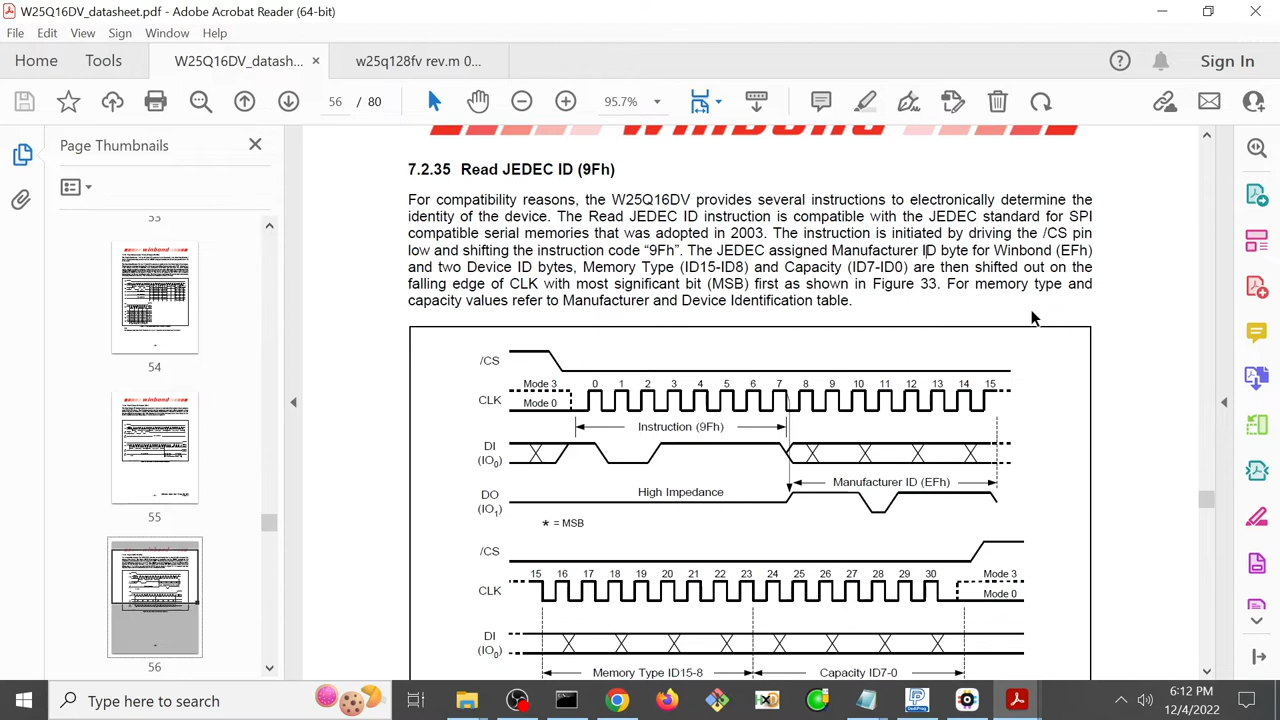 W25Q16DV_datasheet.pdf - Adobe Acrobat Reader (64-bit)
File Edit View Sign Window Help
Home Tools W25Q16DV_datash... × w25q128fv rev.m 0... Sign In
56 / 80 95.7%
Page Thumbnails
53
54
55
56
winbond
7.2.35 Read JEDEC ID (9Fh)
For compatibility reasons, the W25Q16DV provides several instructions to electronically determine the
identity of the device. The Read JEDEC ID instruction is compatible with the JEDEC standard for SPI
compatible serial memories that was adopted in 2003. The instruction is initiated by driving the /CS pin
low and shifting the instruction code “9Fh”. The JEDEC assigned Manufacturer ID byte for Winbond (EFh)
and two Device ID bytes, Memory Type (ID15-ID8) and Capacity (ID7-ID0) are then shifted out on the
falling edge of CLK with most significant bit (MSB) first as shown in Figure 33. For memory type and
capacity values refer to Manufacturer and Device Identification table.
/CS
Mode 3 0 1 2 3 4 5 6 7 8 9 10 11 12 13 14 15
CLK Mode 0
Instruction (9Fh)
DI
(IO0)
Manufacturer ID (EFh)
DO High Impedance
(IO1)
* = MSB
/CS
15 16 17 18 19 20 21 22 23 24 25 26 27 28 29 30 Mode 3
CLK Mode 0
DI
(IO0)
Memory Type ID15-8 Capacity ID7-0
Type here to search
6:12 PM
12/4/2022